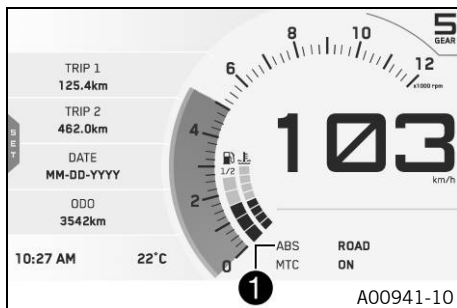 5
GEAR
TRIP 1
125.4km
TRIP 2
462.0km
DATE
MM-DD-YYYY
ODO
3542km
SET
10:27 AM
22°C
0
2
4
6
8
10
12
x1000 rpm
1/2
103
km/h
ABS ROAD
MTC ON
1
A00941-10